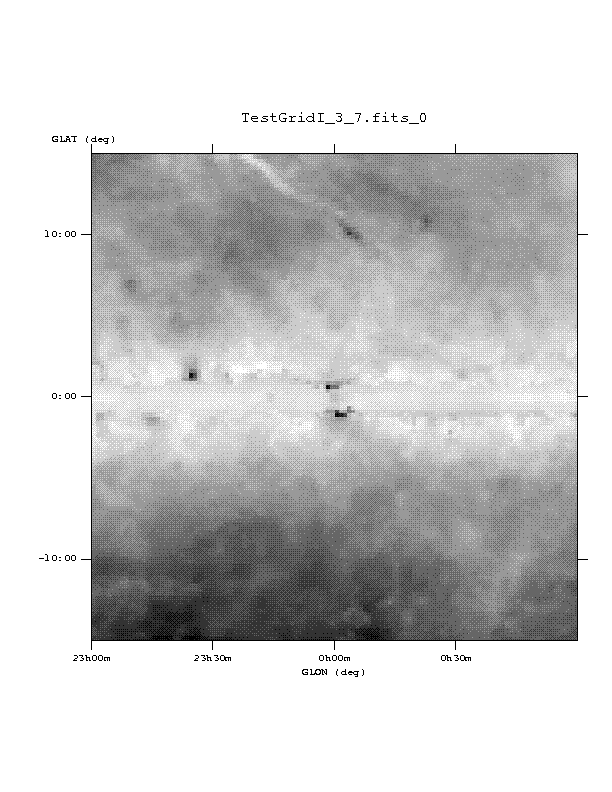 TestGridI_3_7.fits_0
GLAT (deg)
10:00
0:00
-10:00
23h00m 23h30m 0h00m 0h30m
GLON (deg)